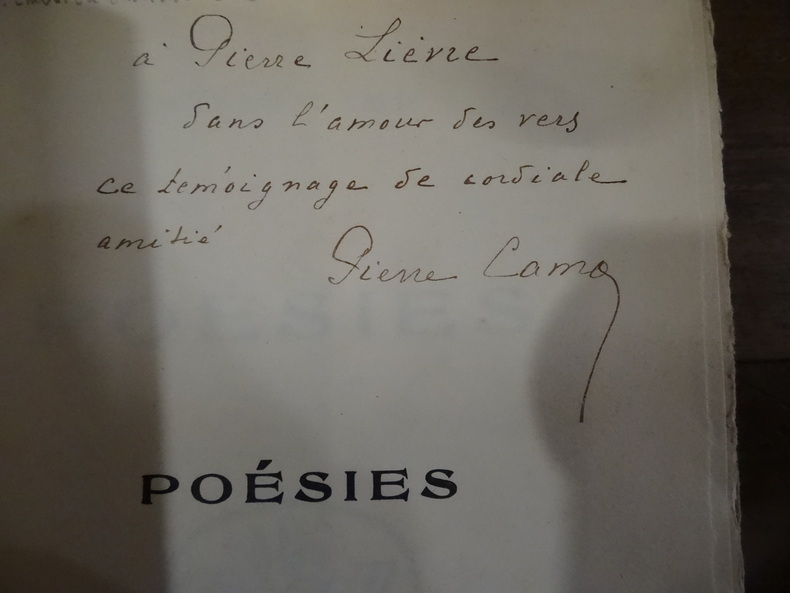 à Pierre Lièvre
dans l'amour des vers
ce témoignage de cordiale
amitié
Pierre Camo
POÉSIES